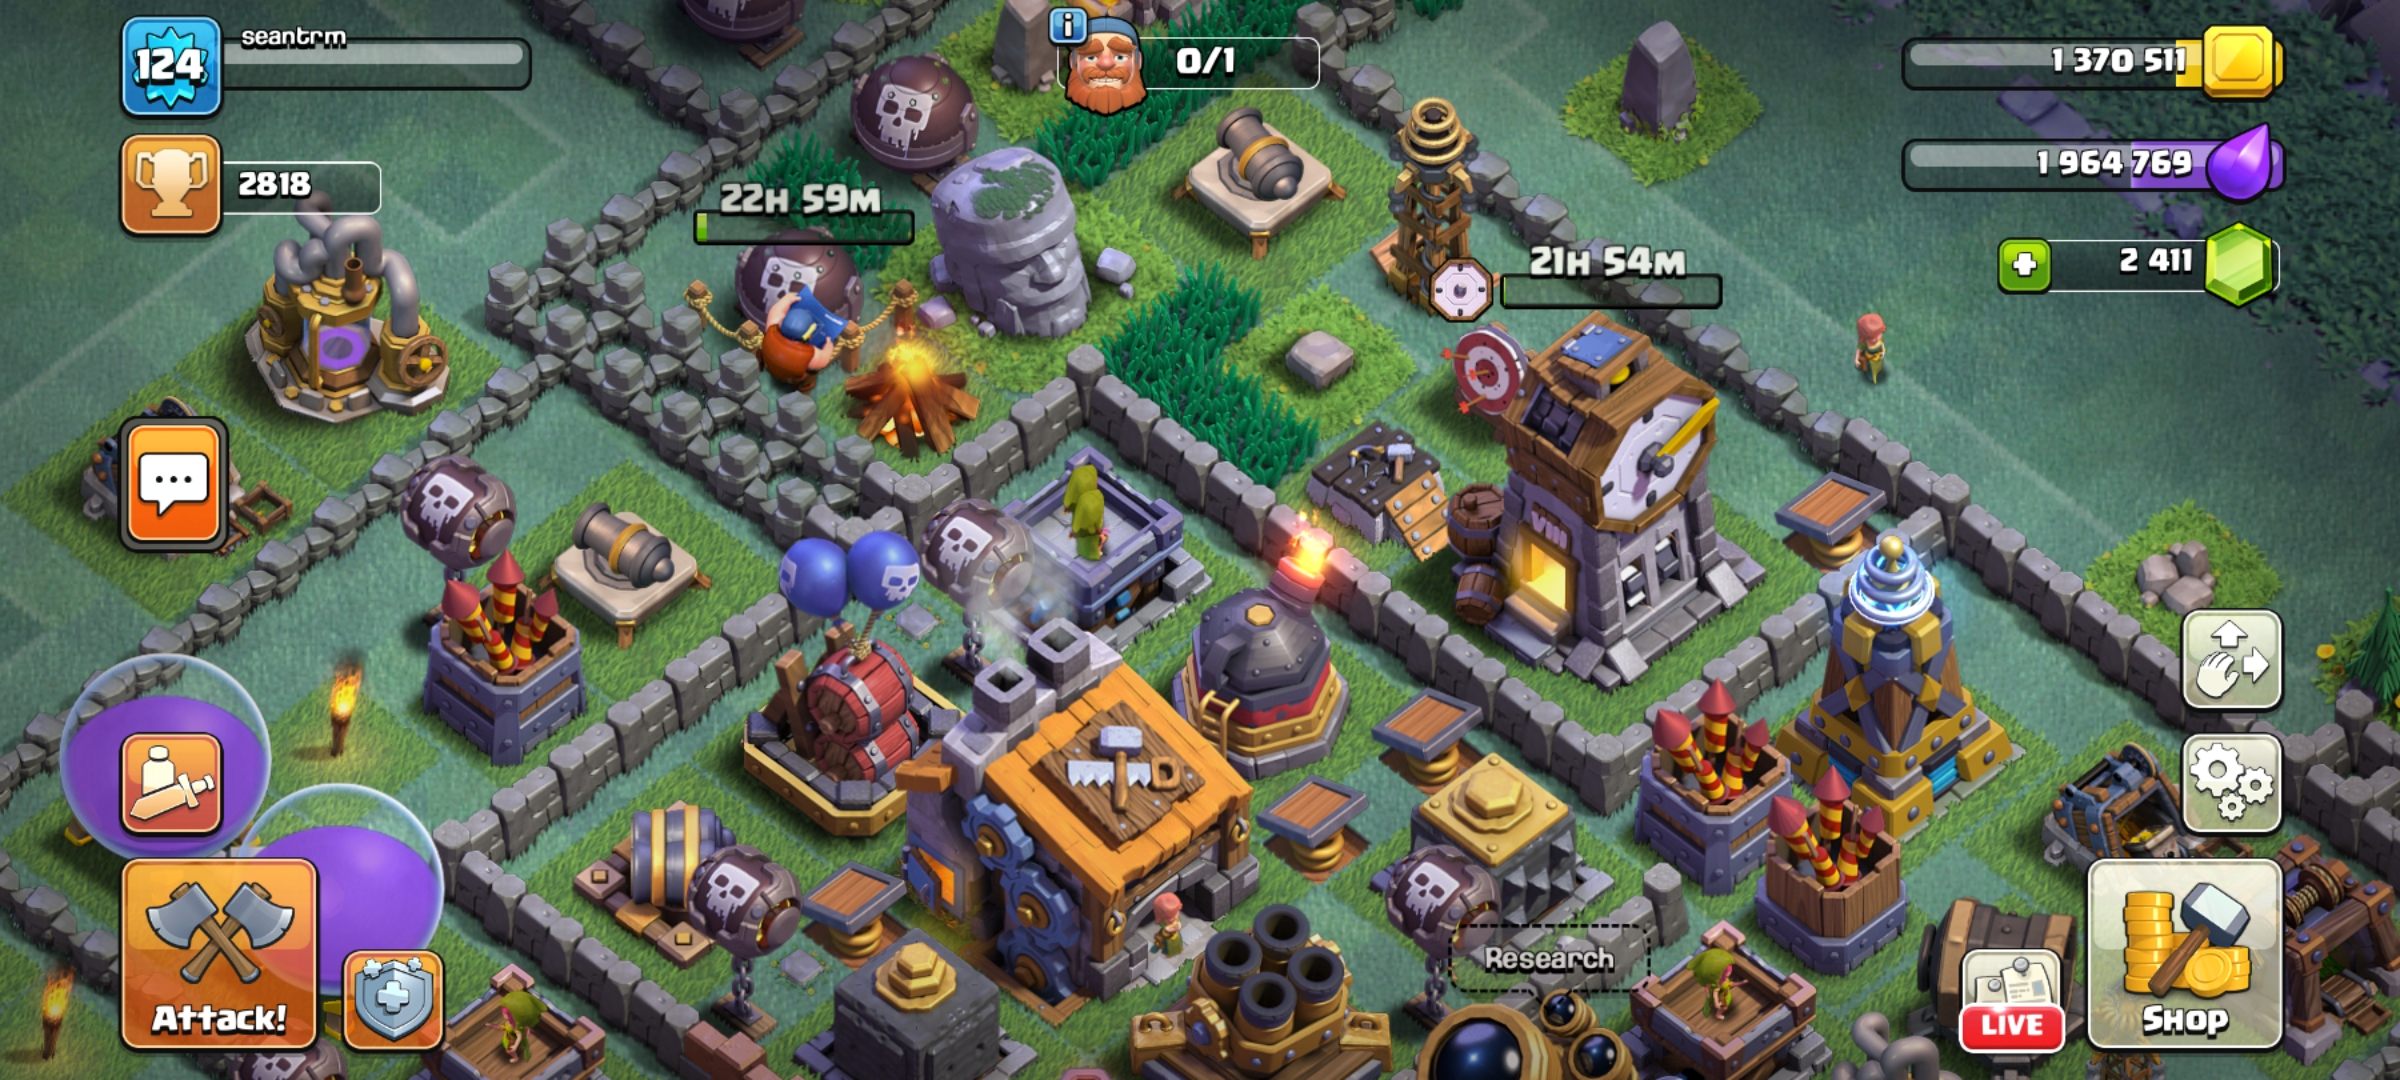 124
seantrm
0/1
1 370 511
2818
22H 59M
1 964 769
21H 54M
2 411
VIII
Research
Attack!
LIVE
SHOP